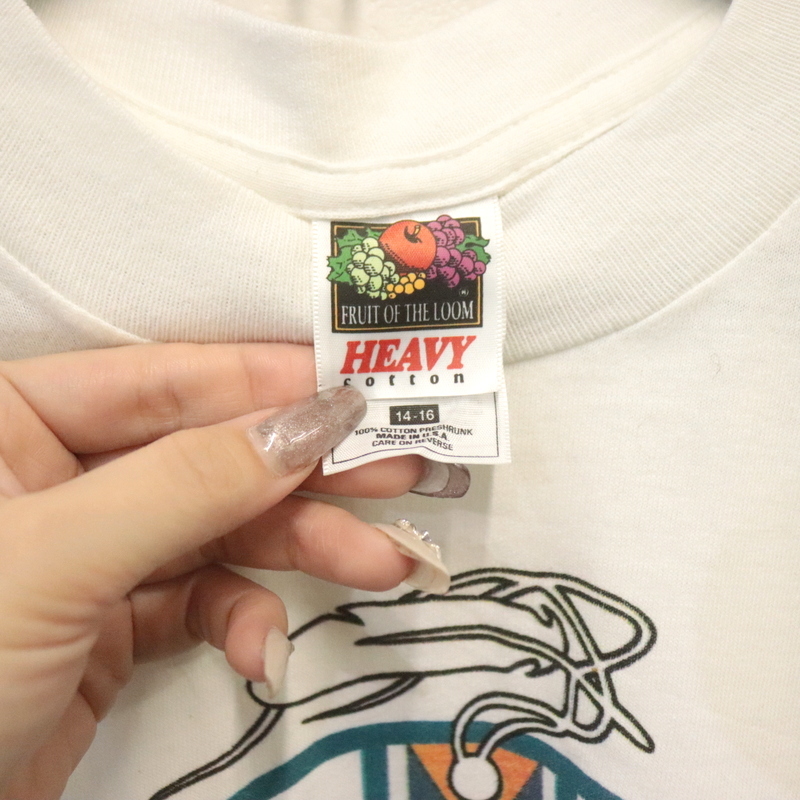 FRUIT OF THE LOOM ®
HEAVY
cotton
14-16
100% COTTON PRESHRUNK
MADE IN U.S.A.
CARE ON REVERSE